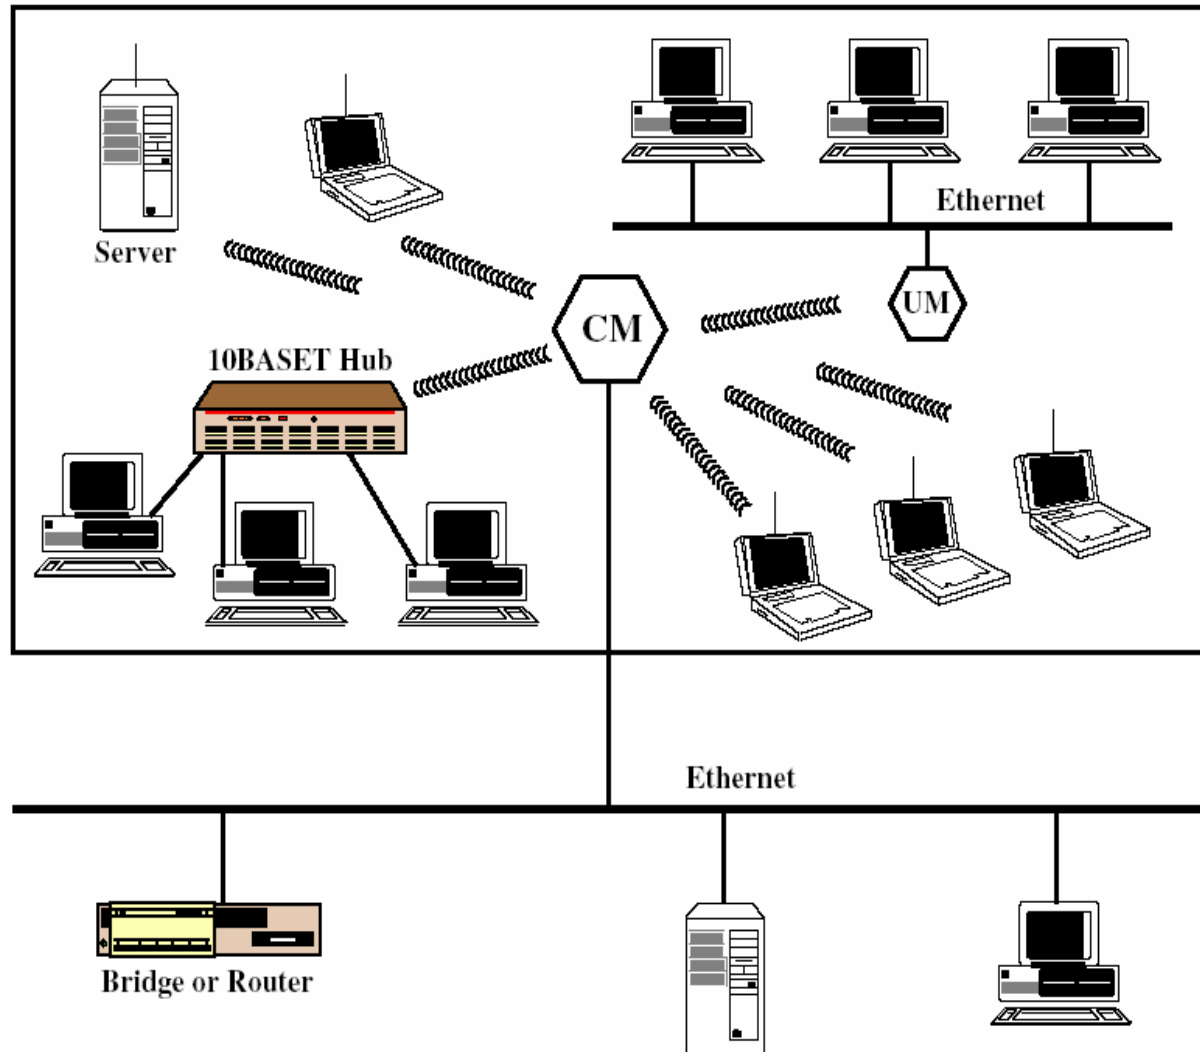 Ethernet
Server
UM
CM
10BASET Hub
Ethernet
Bridge or Router